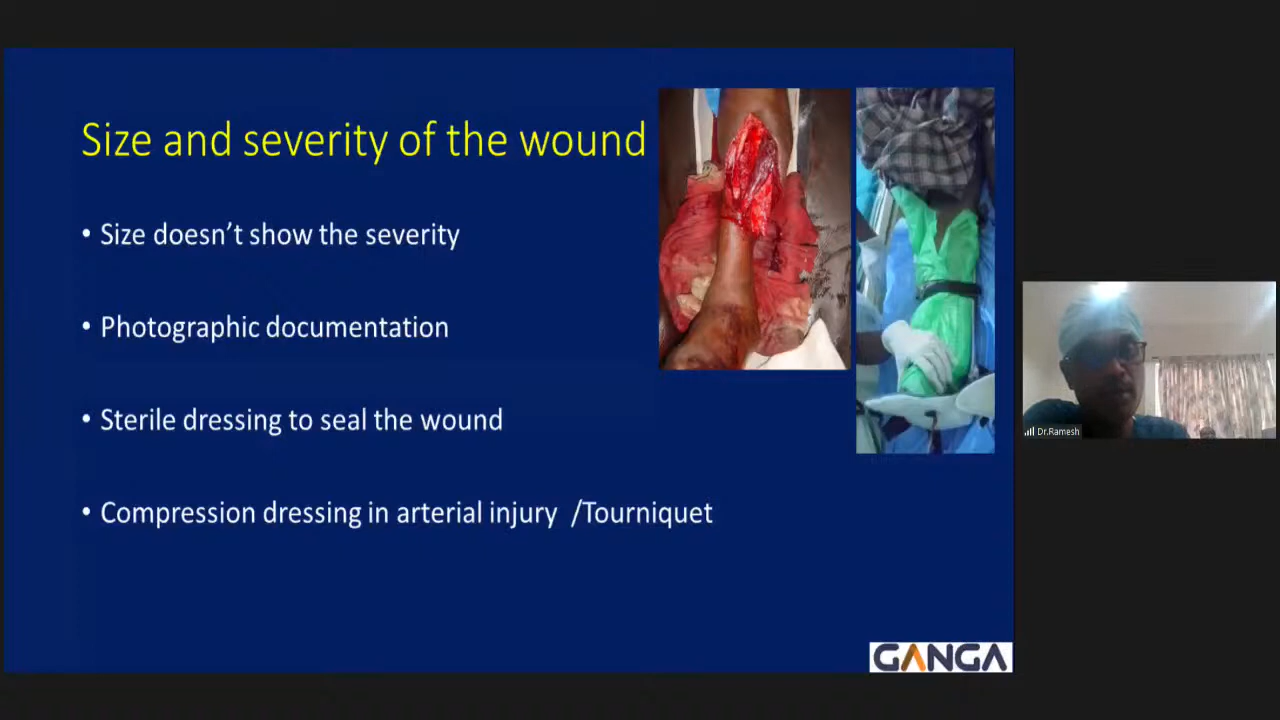 Size and severity of the wound
• Size doesn't show the severity
• Photographic documentation
• Sterile dressing to seal the wound
• Compression dressing in arterial injury /Tourniquet
Dr.Ramesh
GANGA